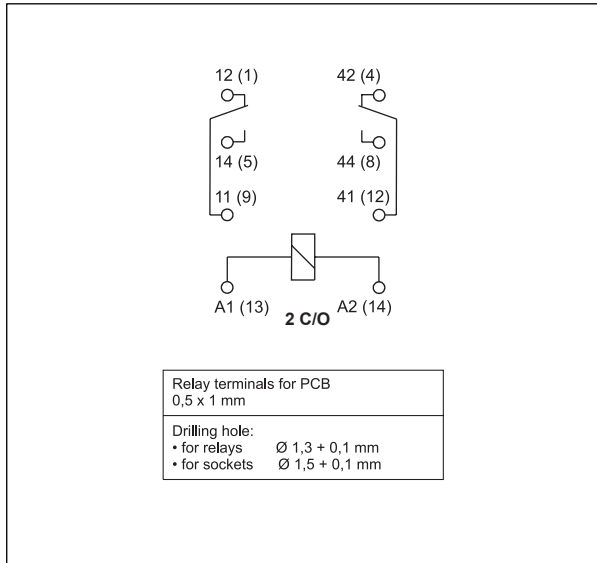 12 (1) 42 (4)
14 (5) 44 (8)
11 (9) 41 (12)
A1 (13) A2 (14)
2 C/O
Relay terminals for PCB
0,5 x 1 mm
Drilling hole:
• for relays Ø 1,3 + 0,1 mm
• for sockets Ø 1,5 + 0,1 mm